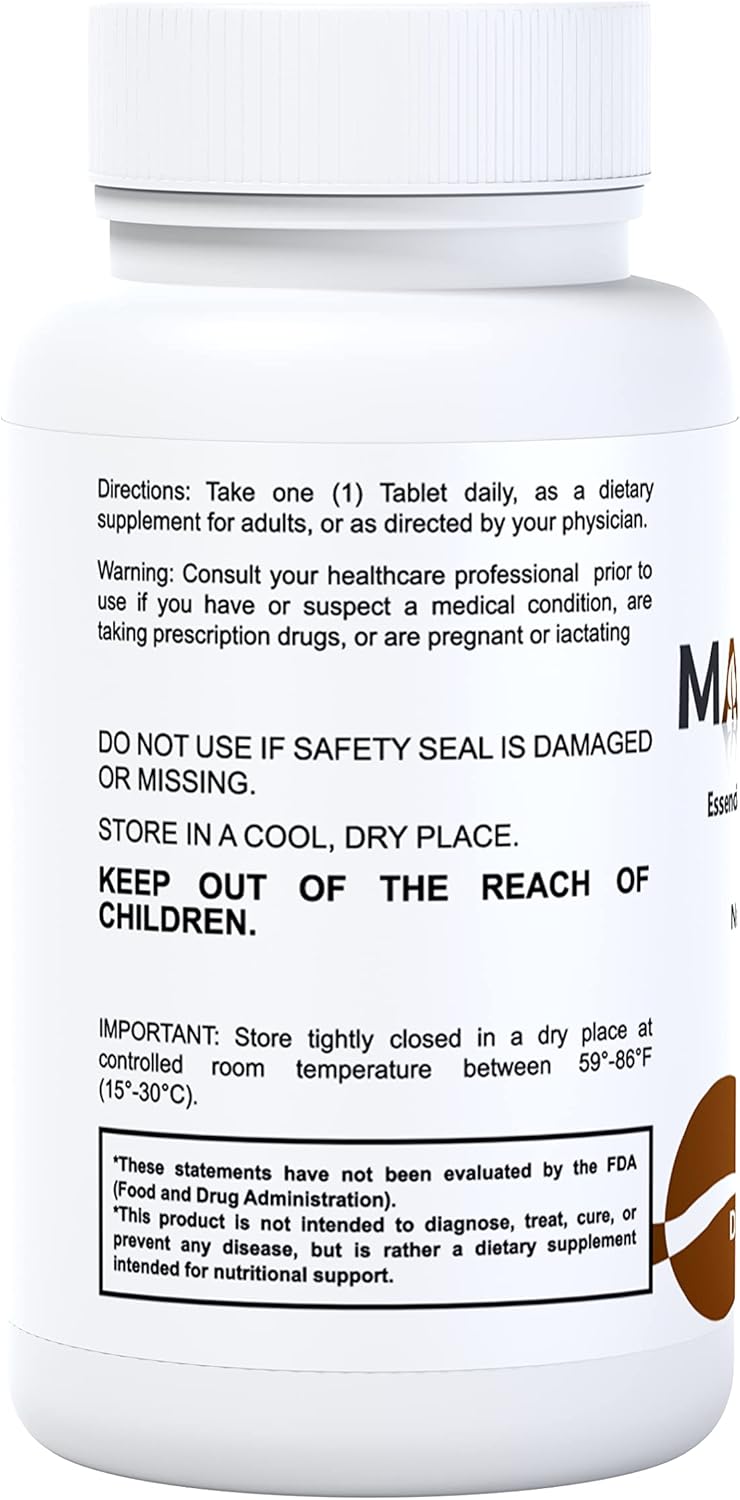 Directions: Take one (1) Tablet daily, as a dietary
supplement for adults, or as directed by your physician.
Warning: Consult your healthcare professional prior to
use if you have or suspect a medical condition, are
taking prescription drugs, or are pregnant or iactating
DO NOT USE IF SAFETY SEAL IS DAMAGED
OR MISSING.
STORE IN A COOL, DRY PLACE.
KEEP OUT OF THE REACH OF
CHILDREN.
IMPORTANT: Store tightly closed in a dry place at
controlled room temperature between 59°-86°F
(15°-30°C).
*These statements have not been evaluated by the FDA
(Food and Drug Administration).
*This product is not intended to diagnose, treat, cure, or
prevent any disease, but is rather a dietary supplement
intended for nutritional support.